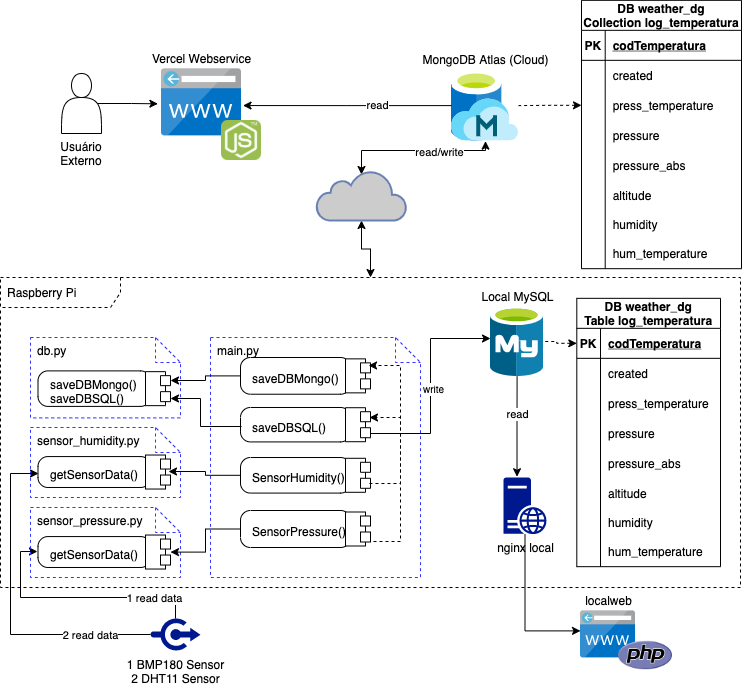 DB weather_dg
Collection log_temperatura
PK codTemperatura
created
press_temperature
pressure
pressure_abs
altitude
humidity
hum_temperature
Vercel Webservice
WWW
JS
Usuário
Externo
MongoDB Atlas (Cloud)
M
read
read/write
Raspberry Pi
db.py
saveDBMongo()
saveDBSQL()
sensor_humidity.py
getSensorData()
sensor_pressure.py
getSensorData()
main.py
saveDBMongo()
saveDBSQL()
SensorHumidity()
SensorPressure()
write
Local MySQL
My
read
nginx local
DB weather_dg
Table log_temperatura
PK codTemperatura
created
press_temperature
pressure
pressure_abs
altitude
humidity
hum_temperature
1 read data
2 read data
1 BMP180 Sensor
2 DHT11 Sensor
localweb
WWW
php